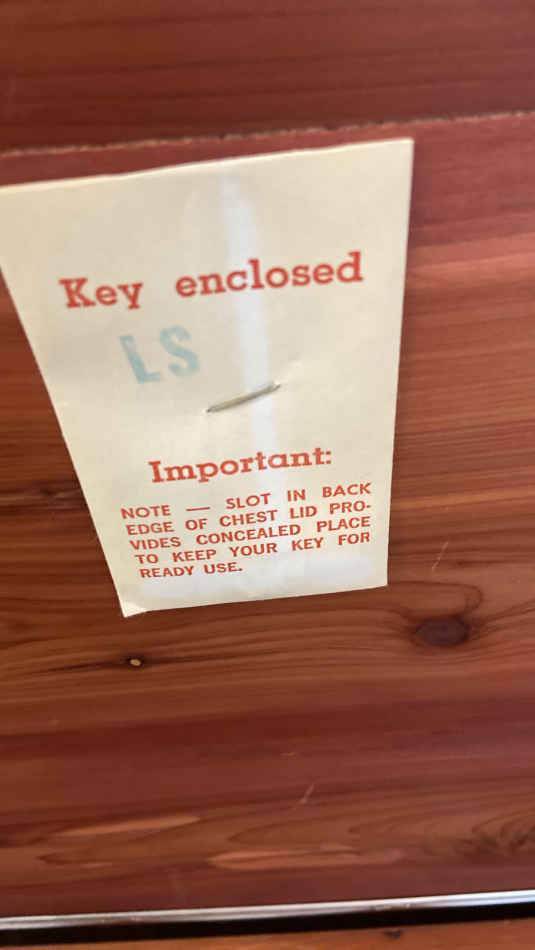 Key enclosed
LS
Important:
NOTE — SLOT IN BACK
EDGE OF CHEST LID PRO-
VIDES CONCEALED PLACE
TO KEEP YOUR KEY FOR
READY USE.